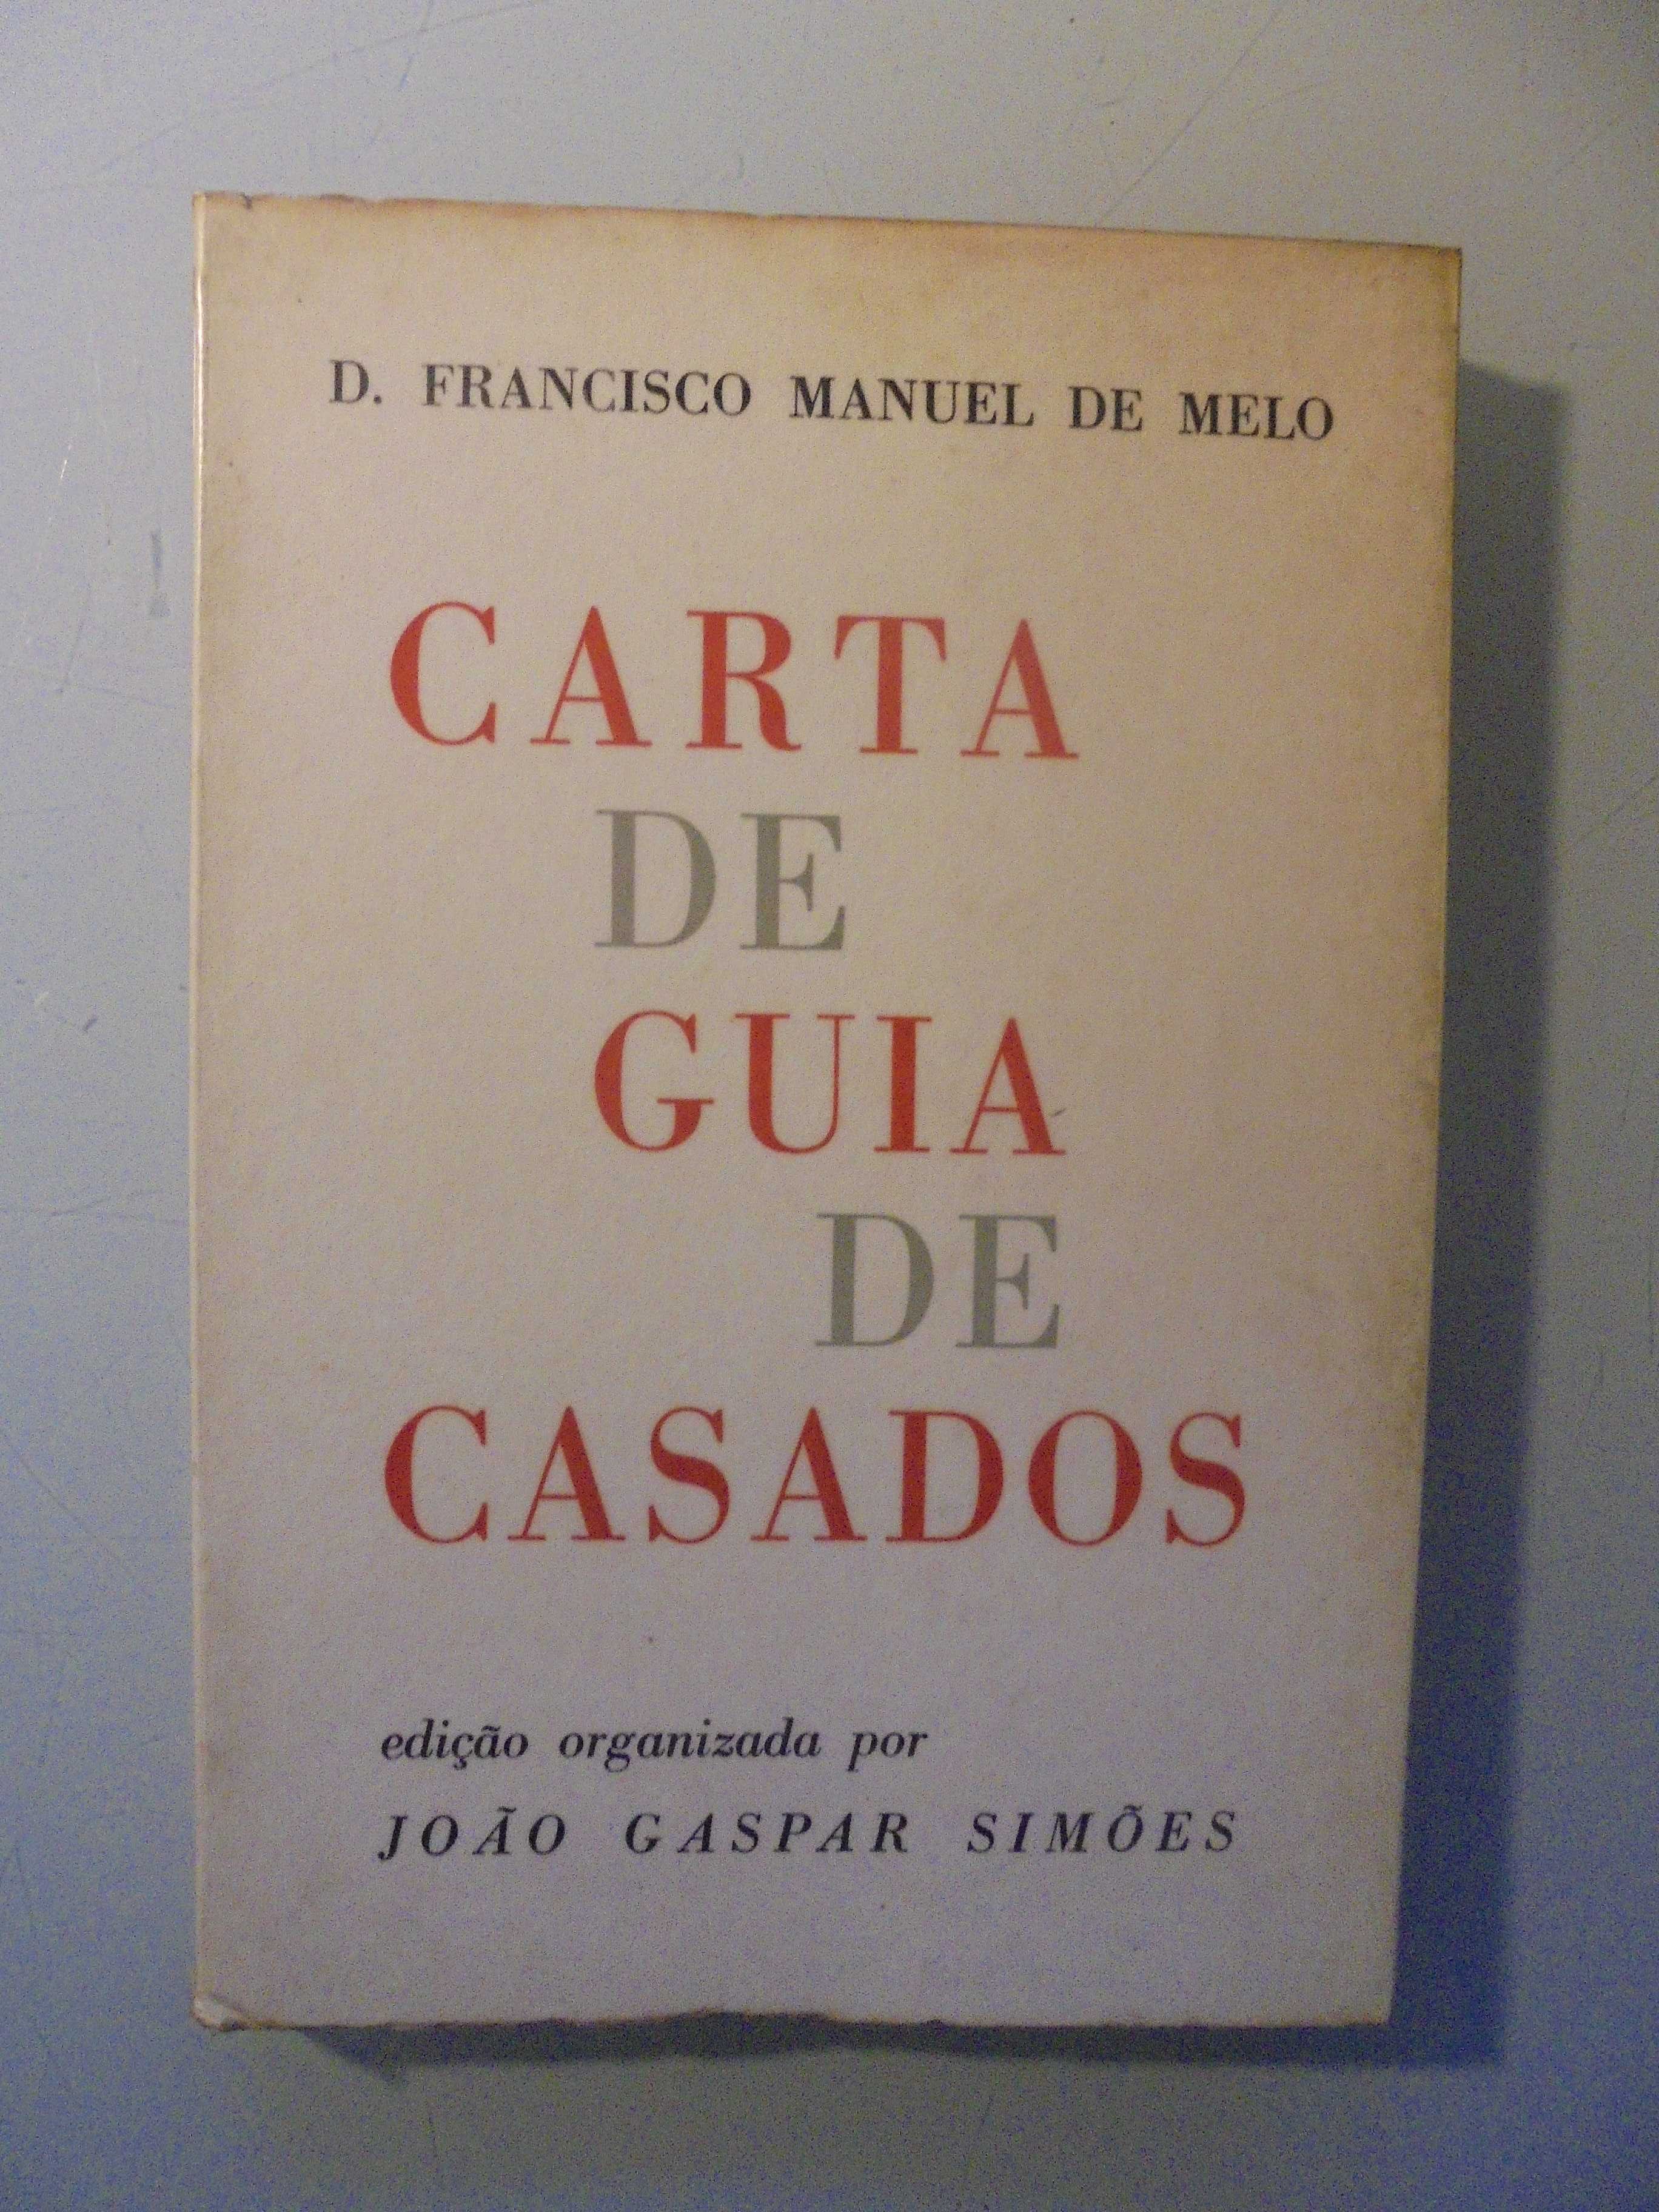 D. FRANCISCO MANUEL DE MELO
CARTA
DE
GUIA
DE
CASADOS
edição organizada por
JOÃO GASPAR SIMÕES